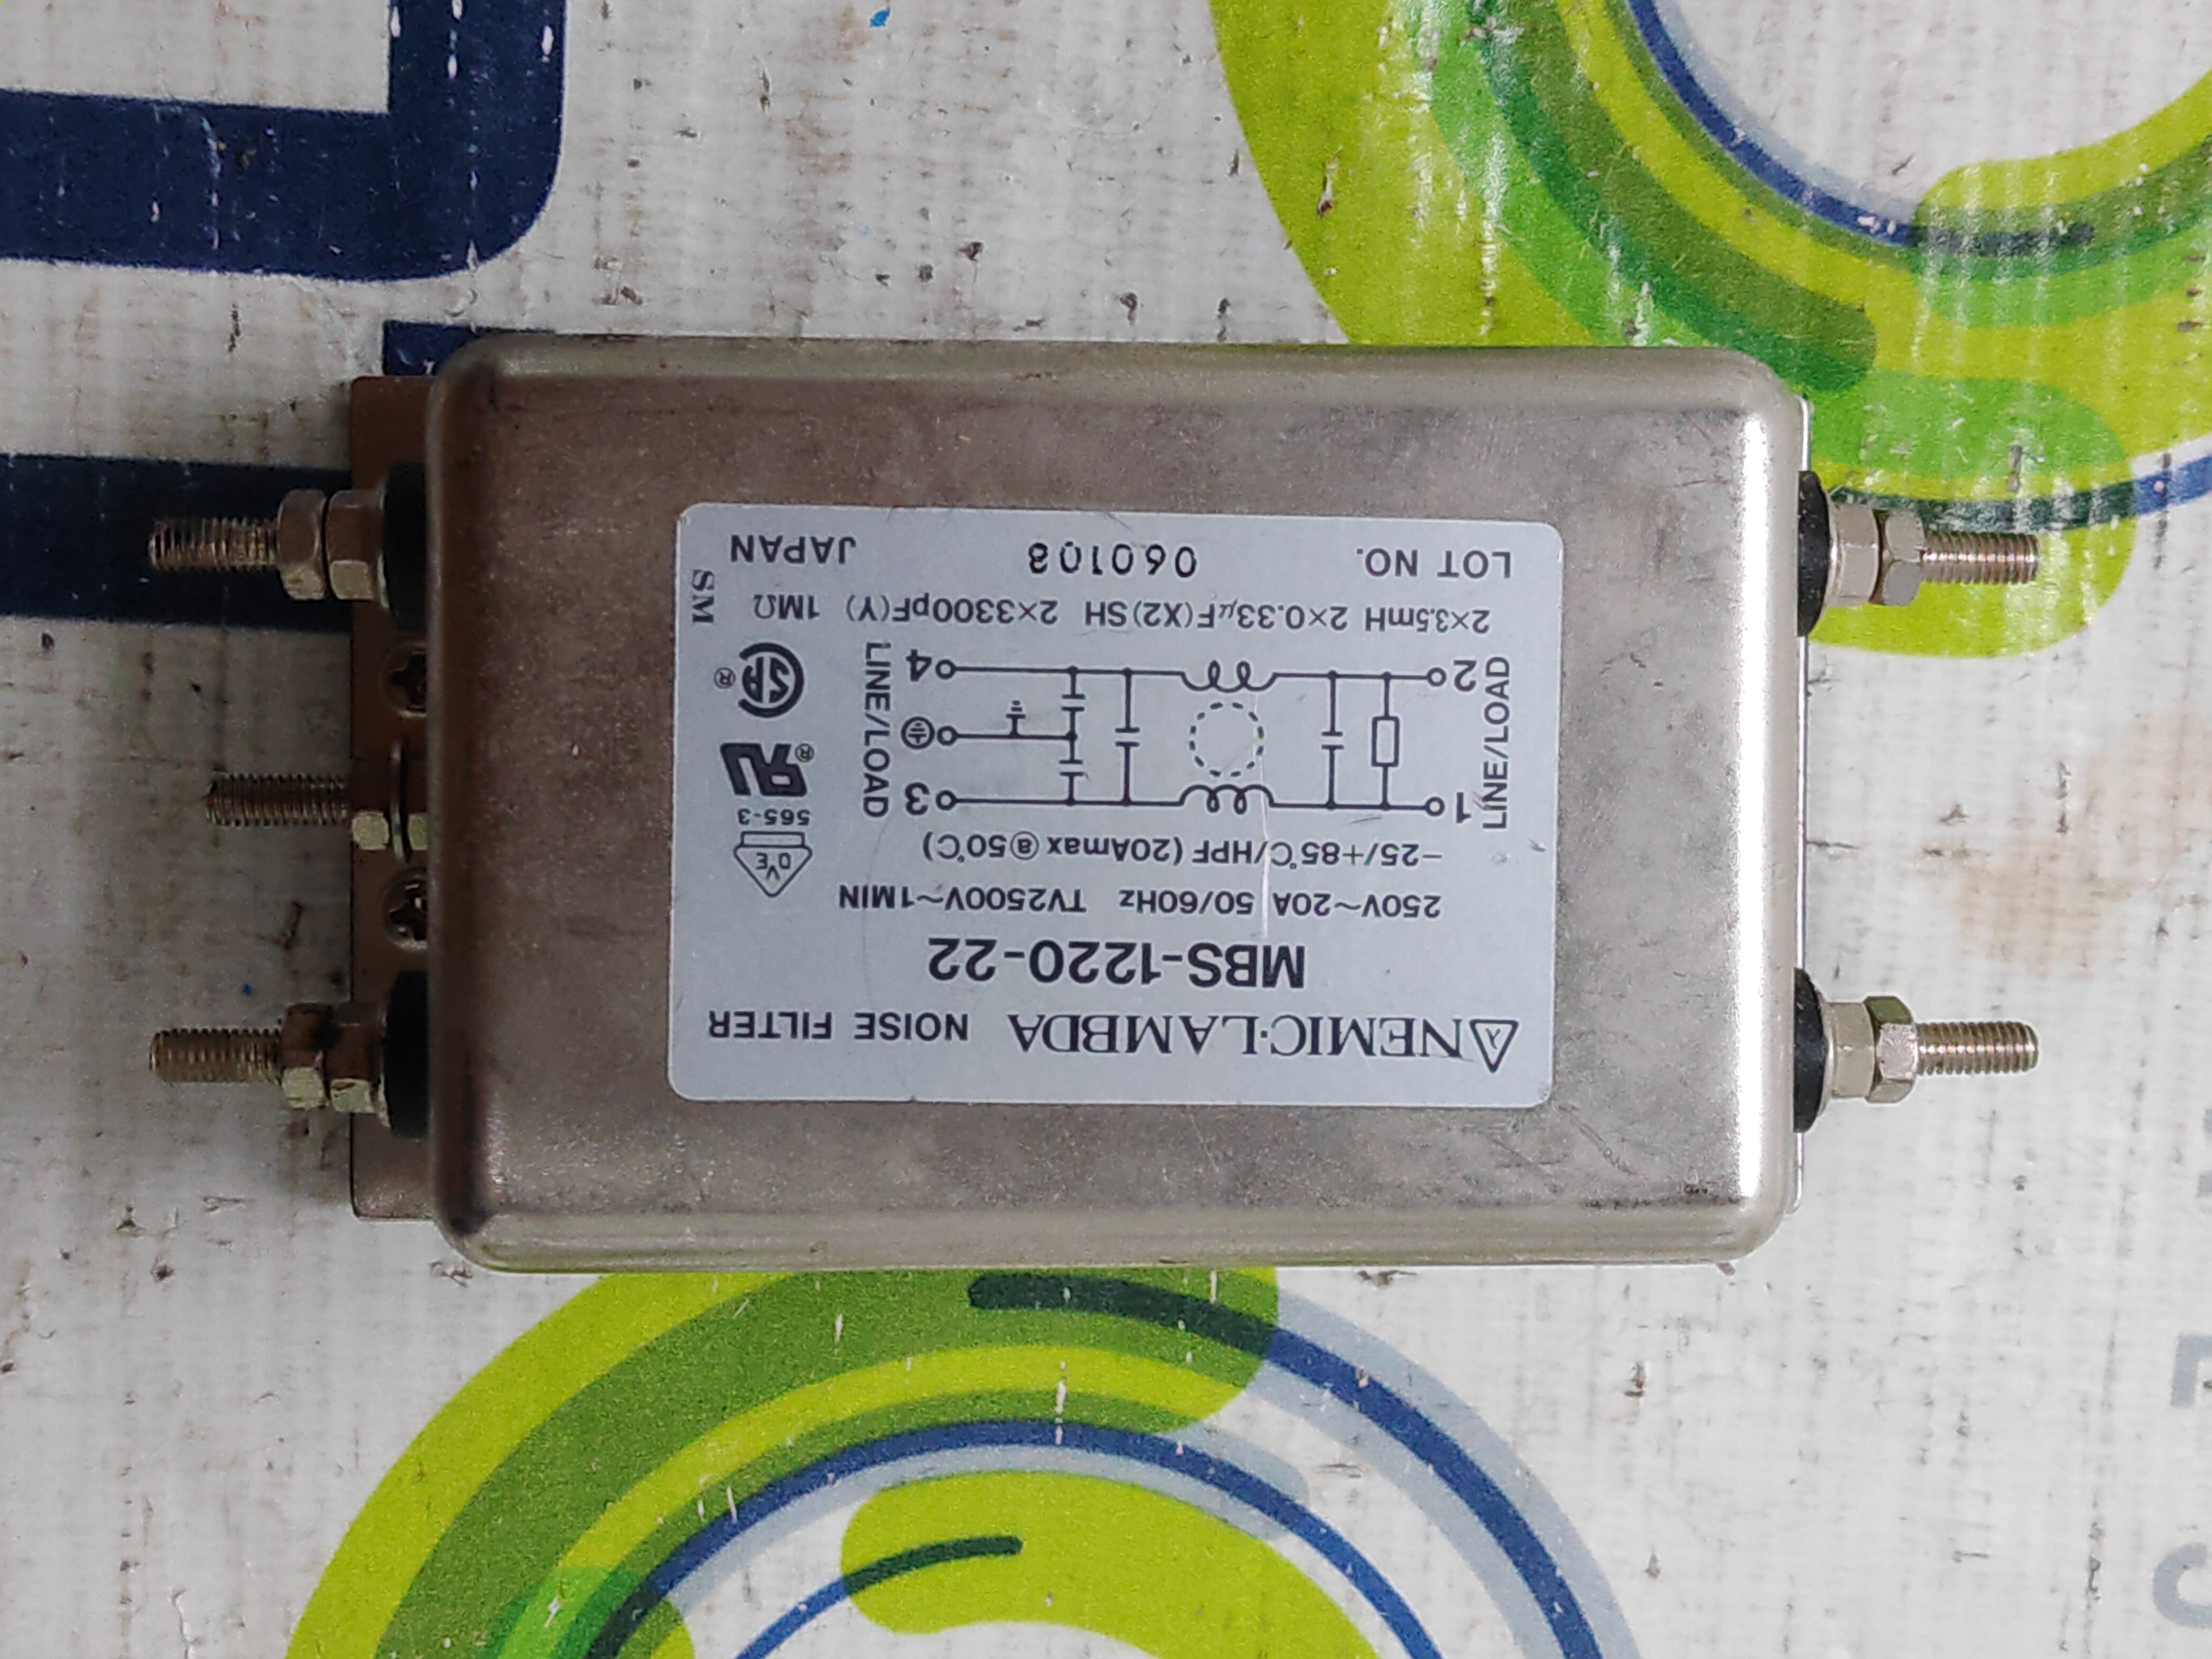 NEMIC·LAMBDA NOISE FILTER
MBS-1220-22
250V~20A 50/60Hz TV2500V~1MIN
-25/+85℃/HPF (20Amax @50℃)
VDE
565-3
1
3
LINE/LOAD
LINE/LOAD
2
4
2×3.5mH 2×0.33μF(X2)SH 2×3300pF(Y) 1MΩ
SM
LOT NO. 060108 JAPAN